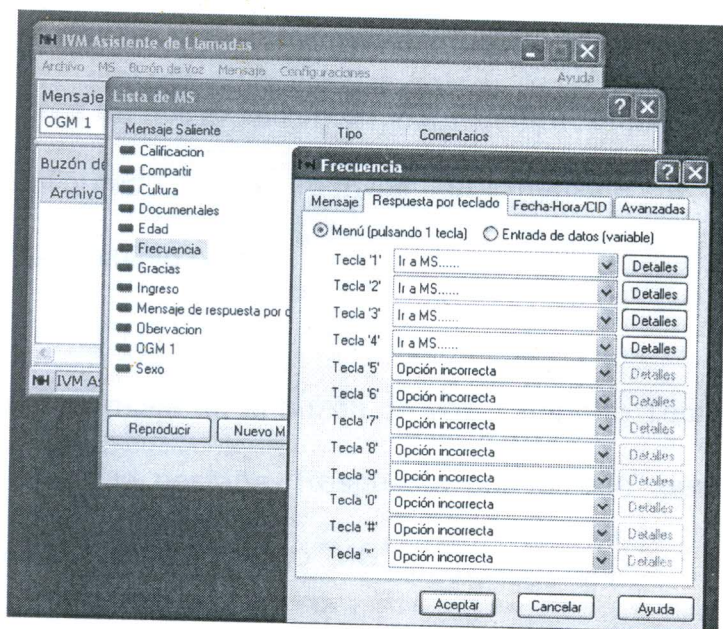 NH IVM Asistente de Llamadas
Archivo MS Buzón de Voz Mensaje Configuraciones Ayuda
Mensaje
OGM 1
Buzón de
Archivo
NH IVM As
Lista de MS
Mensaje Saliente Tipo Comentarios
Calificacion
Compartir
Cultura
Documentales
Edad
Frecuencia
Gracias
Ingreso
Mensaje de respuesta por d
Obervacion
OGM 1
Sexo
Reproducir Nuevo M
Frecuencia
Mensaje Respuesta por teclado Fecha-Hora/CID Avanzadas
Menú (pulsando 1 tecla) Entrada de datos (variable)
Tecla '1' Ir a MS...... Detalles
Tecla '2' Ir a MS...... Detalles
Tecla '3' Ir a MS...... Detalles
Tecla '4' Ir a MS...... Detalles
Tecla '5' Opción incorrecta Detalles
Tecla '6' Opción incorrecta Detalles
Tecla '7' Opción incorrecta Detalles
Tecla '8' Opción incorrecta Detalles
Tecla '9' Opción incorrecta Detalles
Tecla '0' Opción incorrecta Detalles
Tecla '#' Opción incorrecta Detalles
Tecla '*' Opción incorrecta Detalles
Aceptar Cancelar Ayuda